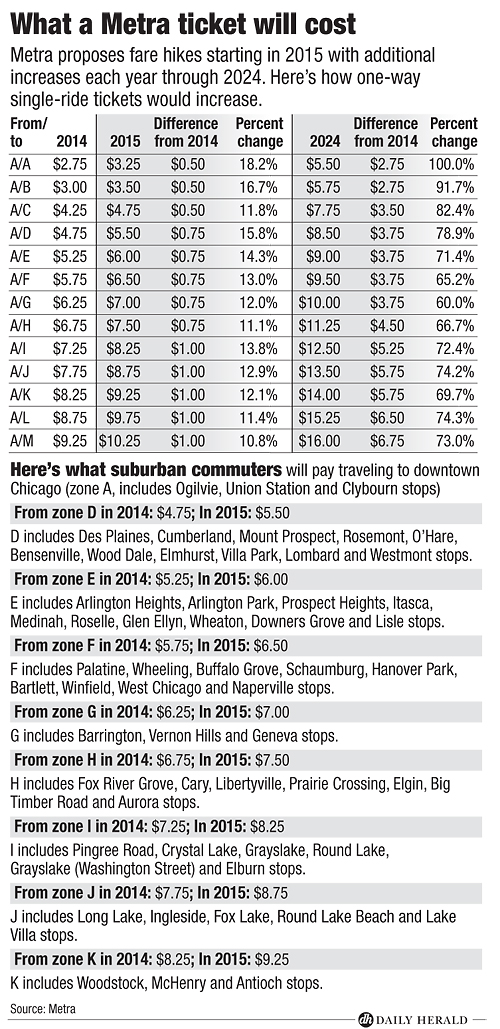 What a Metra ticket will cost
Metra proposes fare hikes starting in 2015 with additional
increases each year through 2024. Here's how one-way
single-ride tickets would increase.
From/ Difference Percent Difference Percent
to 2014 2015 from 2014 change 2024 from 2014 change
A/A $2.75 $3.25 $0.50 18.2% $5.50 $2.75 100.0%
A/B $3.00 $3.50 $0.50 16.7% $5.75 $2.75 91.7%
A/C $4.25 $4.75 $0.50 11.8% $7.75 $3.50 82.4%
A/D $4.75 $5.50 $0.75 15.8% $8.50 $3.75 78.9%
A/E $5.25 $6.00 $0.75 14.3% $9.00 $3.75 71.4%
A/F $5.75 $6.50 $0.75 13.0% $9.50 $3.75 65.2%
A/G $6.25 $7.00 $0.75 12.0% $10.00 $3.75 60.0%
A/H $6.75 $7.50 $0.75 11.1% $11.25 $4.50 66.7%
A/I $7.25 $8.25 $1.00 13.8% $12.50 $5.25 72.4%
A/J $7.75 $8.75 $1.00 12.9% $13.50 $5.75 74.2%
A/K $8.25 $9.25 $1.00 12.1% $14.00 $5.75 69.7%
A/L $8.75 $9.75 $1.00 11.4% $15.25 $6.50 74.3%
A/M $9.25 $10.25 $1.00 10.8% $16.00 $6.75 73.0%
Here's what suburban commuters will pay traveling to downtown
Chicago (zone A, includes Ogilvie, Union Station and Clybourn stops)
From zone D in 2014: $4.75; In 2015: $5.50
D includes Des Plaines, Cumberland, Mount Prospect, Rosemont, O'Hare,
Bensenville, Wood Dale, Elmhurst, Villa Park, Lombard and Westmont stops.
From zone E in 2014: $5.25; In 2015: $6.00
E includes Arlington Heights, Arlington Park, Prospect Heights, Itasca,
Medinah, Roselle, Glen Ellyn, Wheaton, Downers Grove and Lisle stops.
From zone F in 2014: $5.75; In 2015: $6.50
F includes Palatine, Wheeling, Buffalo Grove, Schaumburg, Hanover Park,
Bartlett, Winfield, West Chicago and Naperville stops.
From zone G in 2014: $6.25; In 2015: $7.00
G includes Barrington, Vernon Hills and Geneva stops.
From zone H in 2014: $6.75; In 2015: $7.50
H includes Fox River Grove, Cary, Libertyville, Prairie Crossing, Elgin, Big
Timber Road and Aurora stops.
From zone I in 2014: $7.25; In 2015: $8.25
I includes Pingree Road, Crystal Lake, Grayslake, Round Lake,
Grayslake (Washington Street) and Elburn stops.
From zone J in 2014: $7.75; In 2015: $8.75
J includes Long Lake, Ingleside, Fox Lake, Round Lake Beach and Lake
Villa stops.
From zone K in 2014: $8.25; In 2015: $9.25
K includes Woodstock, McHenry and Antioch stops.
Source: Metra
dh DAILY HERALD